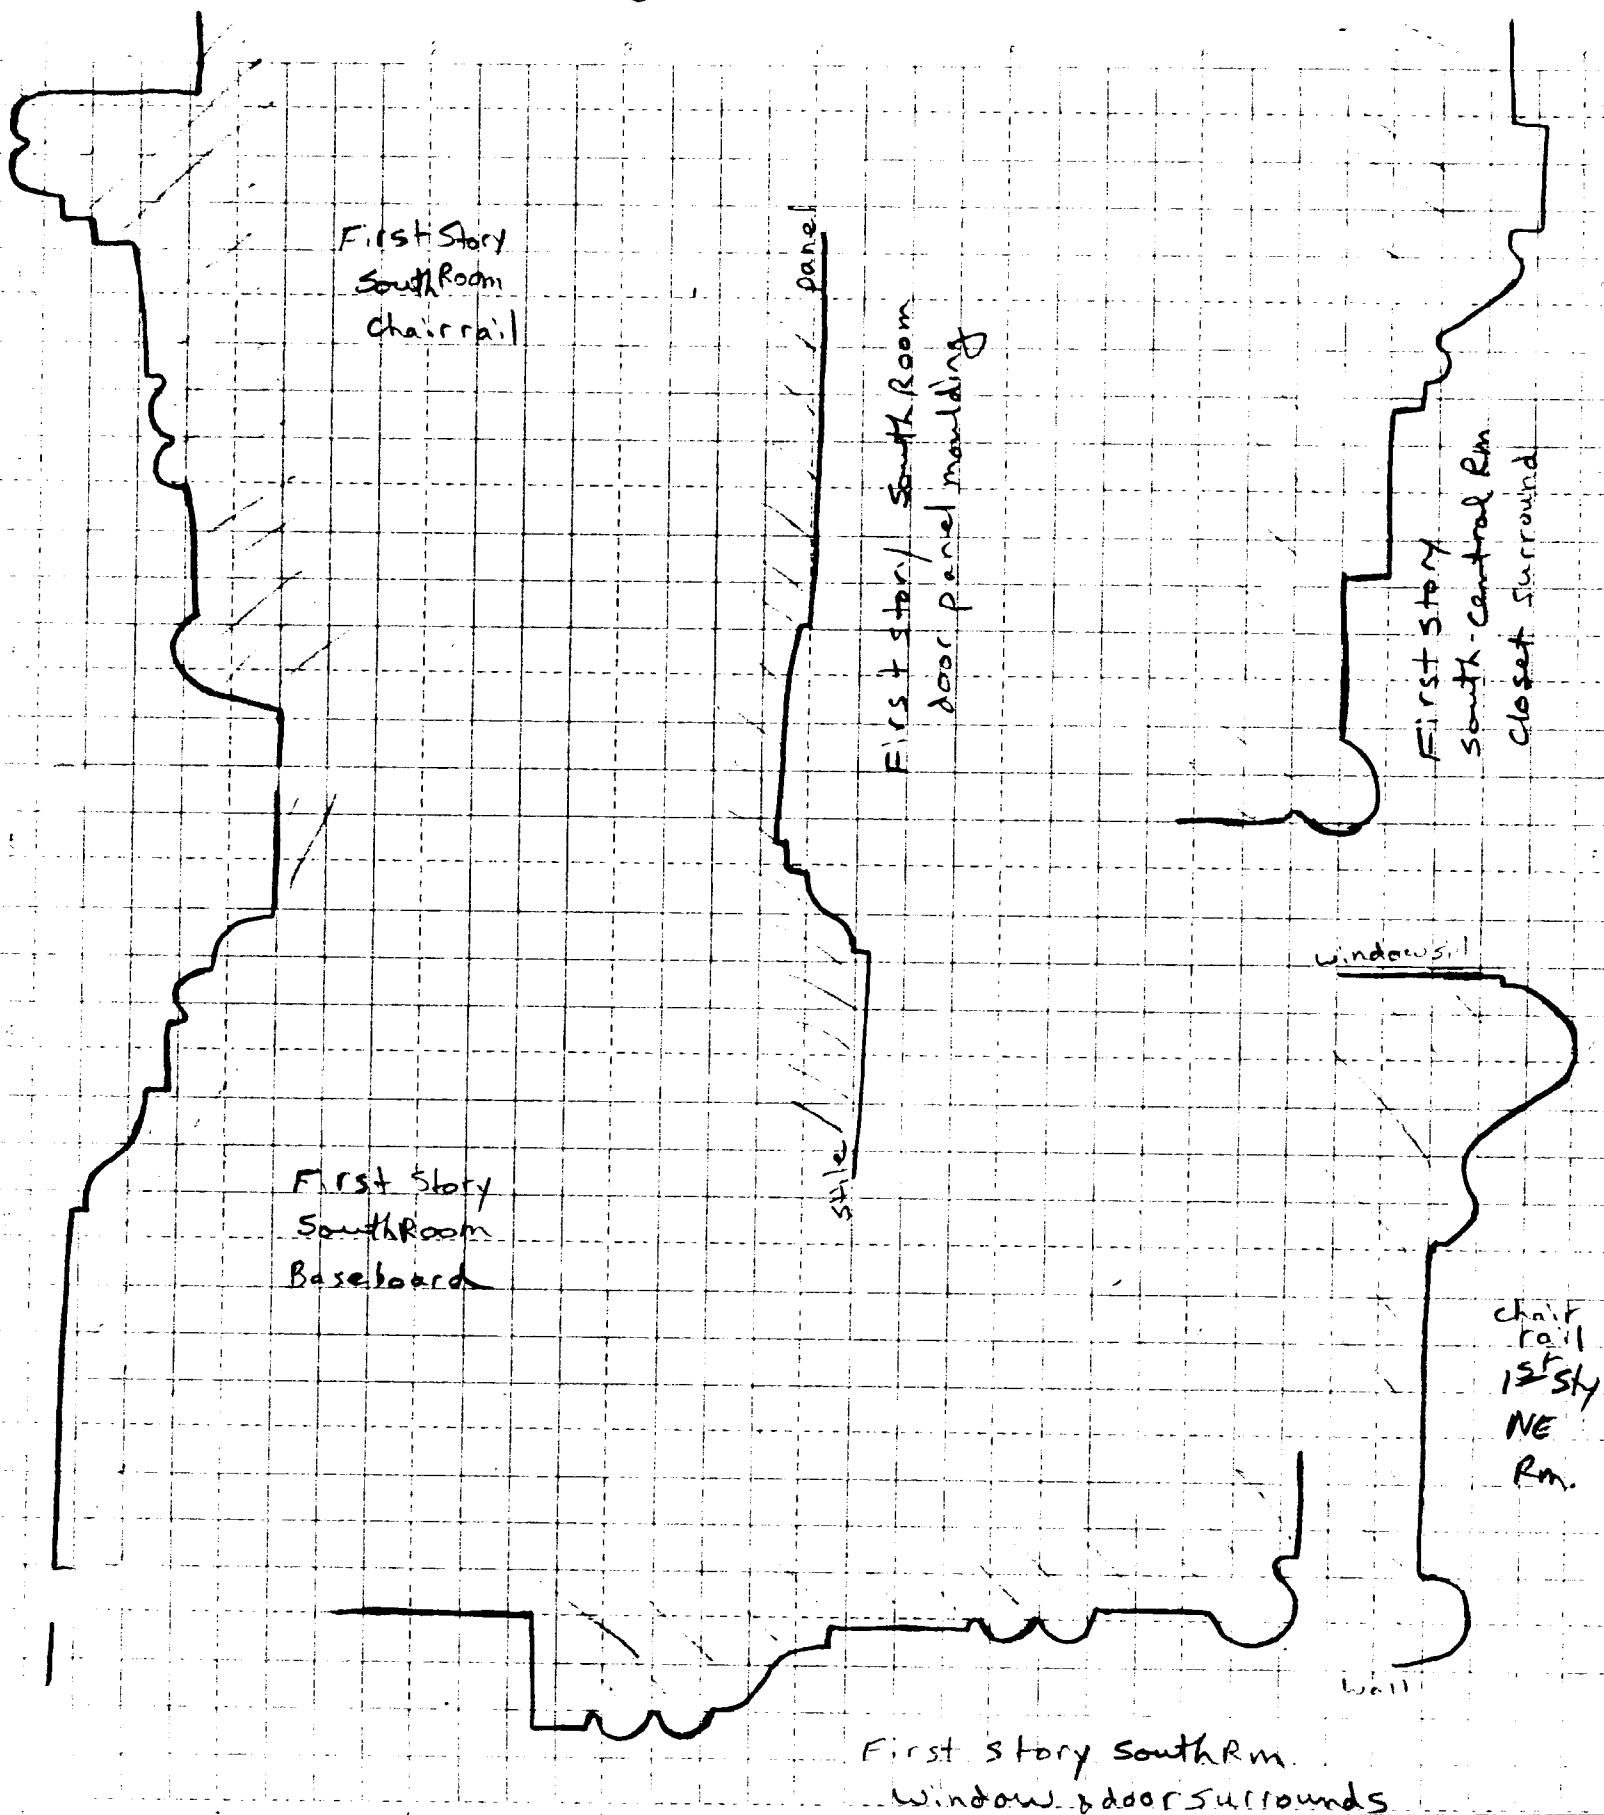 First Story
South Room
Chair rail
panel
First story South Room
door panel moulding
stile
First story
South-central Rm
Closet Surround
windowsil
chair
rail
1st Sty
NE
Rm.
wall
First Story
South Room
Baseboard
First story South Rm.
Window & door surrounds